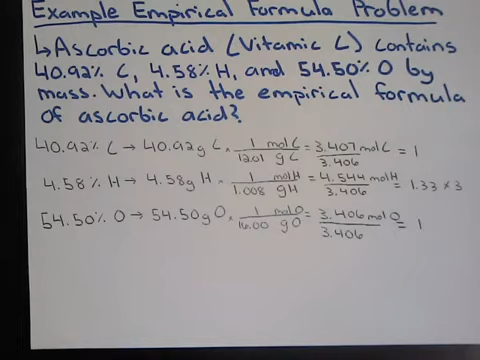 Example Empirical Formula Problem
↳Ascorbic acid (Vitamic C) contains
40.92% C, 4.58% H, and 54.50% O by
mass. What is the empirical formula
of ascorbic acid?
40.92% C → 40.92g C × 1 mol C / 12.01 g C = 3.407 mol C / 3.406 = 1
4.58% H → 4.58g H × 1 mol H / 1.008 g H = 4.544 mol H / 3.406 = 1.33 × 3
54.50% O → 54.50g O × 1 mol O / 16.00 g O = 3.406 mol O / 3.406 = 1